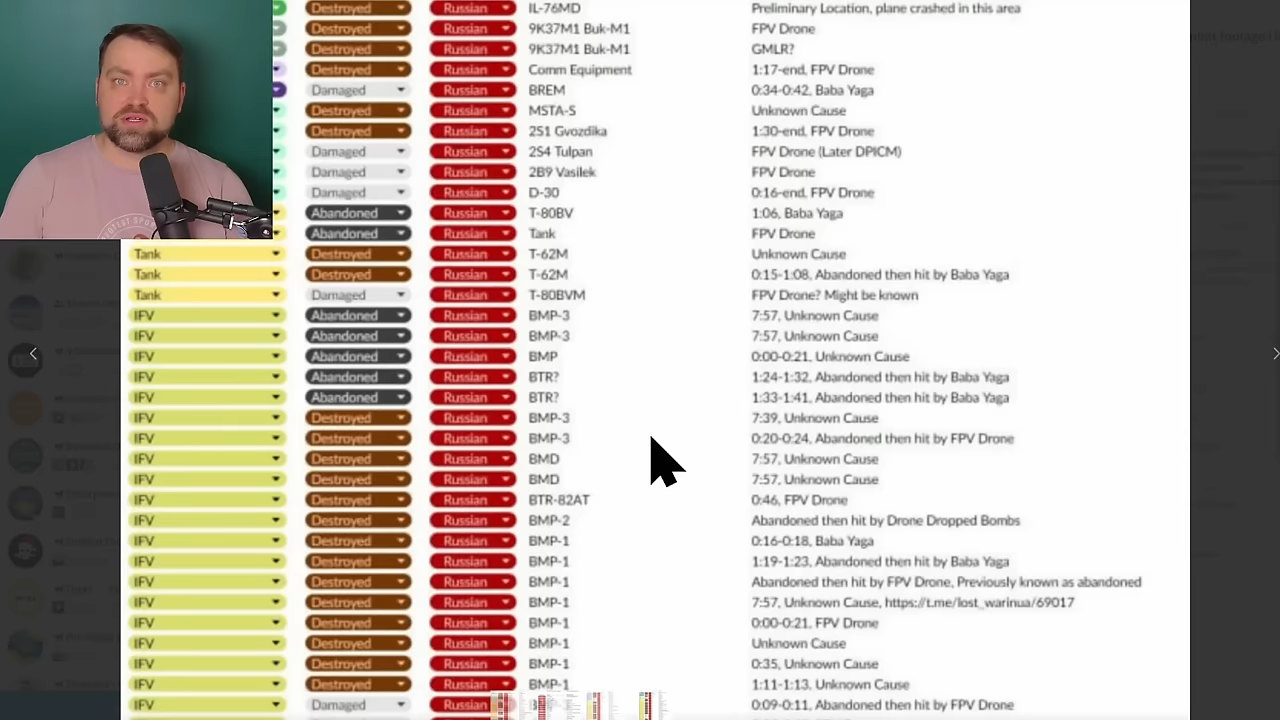 Destroyed Russian IL-76MD Preliminary Location, plane crashed in this area
Destroyed Russian 9K37M1 Buk-M1 FPV Drone
Destroyed Russian 9K37M1 Buk-M1 GMLR?
Destroyed Russian Comm Equipment 1:17-end, FPV Drone
Damaged Russian BREM 0:34-0:42, Baba Yaga
Destroyed Russian MSTA-S Unknown Cause
Destroyed Russian 2S1 Gvozdika 1:30-end, FPV Drone
Damaged Russian 2S4 Tulpan FPV Drone (Later DPICM)
Damaged Russian 2B9 Vasilek FPV Drone
Damaged Russian D-30 0:16-end, FPV Drone
Abandoned Russian T-80BV 1:06, Baba Yaga
Abandoned Russian Tank FPV Drone
Tank Destroyed Russian T-62M Unknown Cause
Tank Destroyed Russian T-62M 0:15-1:08, Abandoned then hit by Baba Yaga
Tank Damaged Russian T-80BVM FPV Drone? Might be known
IFV Abandoned Russian BMP-3 7:57, Unknown Cause
IFV Abandoned Russian BMP-3 7:57, Unknown Cause
IFV Abandoned Russian BMP 0:00-0:21, Unknown Cause
IFV Abandoned Russian BTR? 1:24-1:32, Abandoned then hit by Baba Yaga
IFV Abandoned Russian BTR? 1:33-1:41, Abandoned then hit by Baba Yaga
IFV Destroyed Russian BMP-3 7:39, Unknown Cause
IFV Destroyed Russian BMP-3 0:20-0:24, Abandoned then hit by FPV Drone
IFV Destroyed Russian BMD 7:57, Unknown Cause
IFV Destroyed Russian BMD 7:57, Unknown Cause
IFV Destroyed Russian BTR-82AT 0:46, FPV Drone
IFV Destroyed Russian BMP-2 Abandoned then hit by Drone Dropped Bombs
IFV Destroyed Russian BMP-1 0:16-0:18, Baba Yaga
IFV Destroyed Russian BMP-1 1:19-1:23, Abandoned then hit by Baba Yaga
IFV Destroyed Russian BMP-1 Abandoned then hit by FPV Drone, Previously known as abandoned
IFV Destroyed Russian BMP-1 7:57, Unknown Cause, https://t.me/lost_warinua/69017
IFV Destroyed Russian BMP-1 0:00-0:21, FPV Drone
IFV Destroyed Russian BMP-1 Unknown Cause
IFV Destroyed Russian BMP-1 0:35, Unknown Cause
IFV Destroyed Russian BMP-1 1:11-1:13, Unknown Cause
IFV Damaged 0:09-0:11, Abandoned then hit by FPV Drone